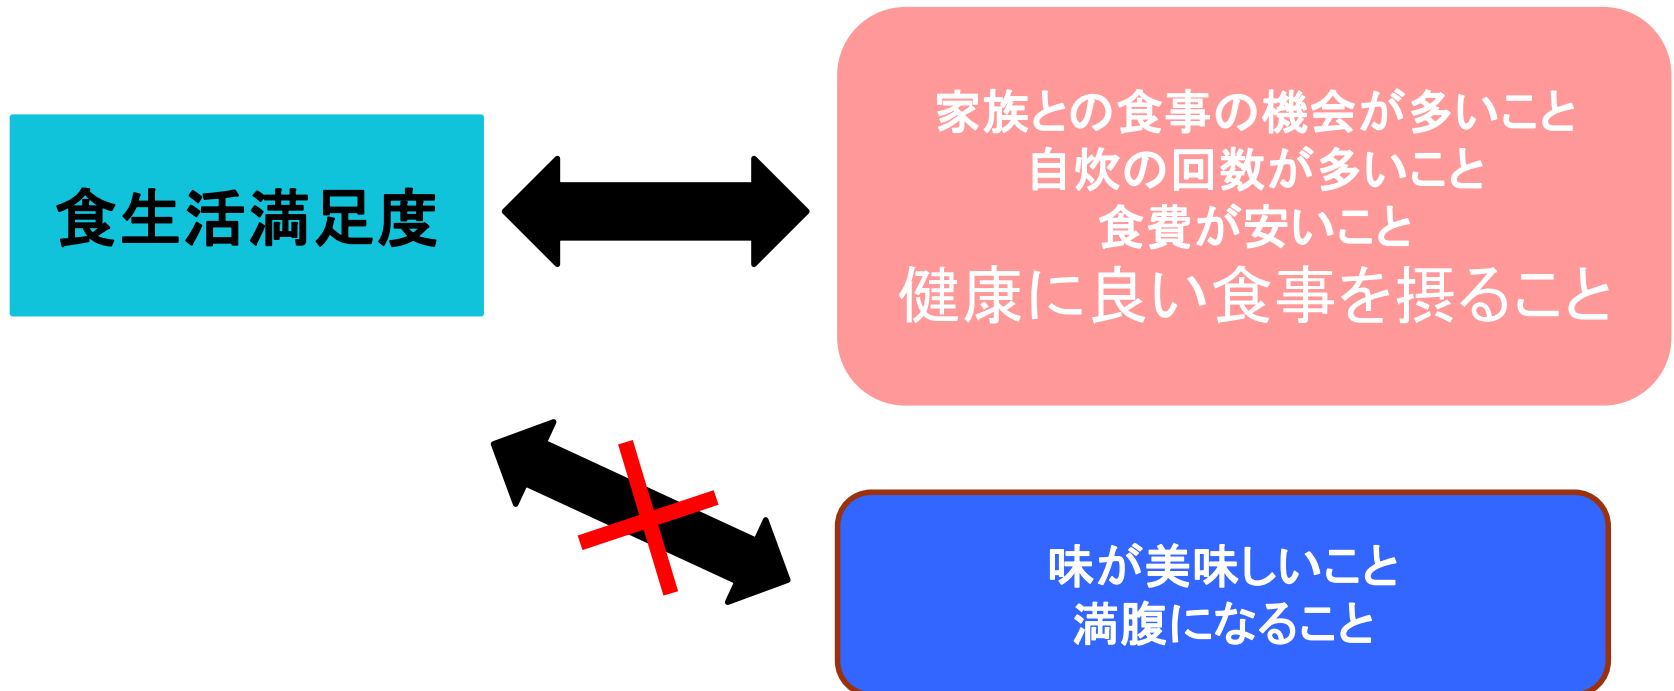 食生活満足度
家族との食事の機会が多いこと
自炊の回数が多いこと
食費が安いこと
健康に良い食事を摂ること
味が美味しいこと
満腹になること